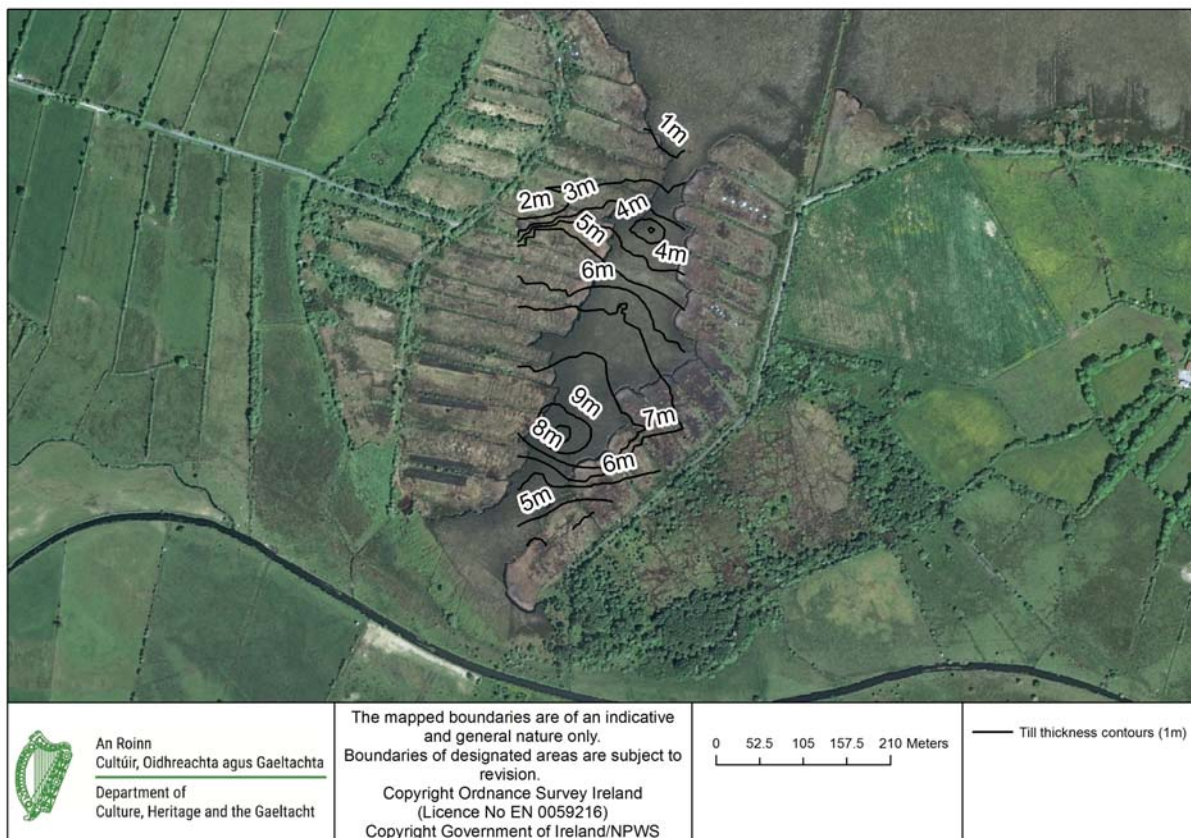 1m
2m
3m
4m
5m
4m
6m
9m
8m
7m
6m
5m
An Roinn
Cultúir, Oidhreachta agus Gaeltachta
Department of
Culture, Heritage and the Gaeltacht
The mapped boundaries are of an indicative
and general nature only.
Boundaries of designated areas are subject to
revision.
Copyright Ordnance Survey Ireland
(Licence No EN 0059216)
Copyright Government of Ireland/NPWS
0 52.5 105 157.5 210 Meters
Till thickness contours (1m)